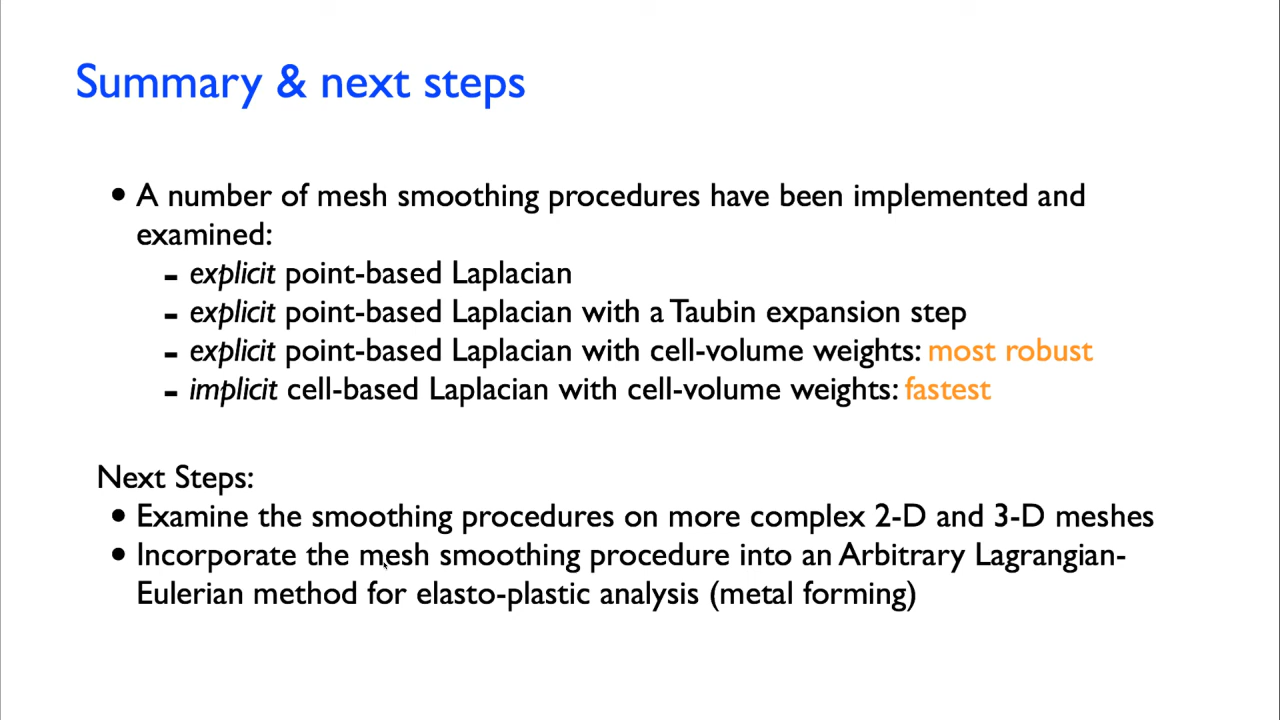 Summary & next steps
• A number of mesh smoothing procedures have been implemented and
examined:
- explicit point-based Laplacian
- explicit point-based Laplacian with a Taubin expansion step
- explicit point-based Laplacian with cell-volume weights: most robust
- implicit cell-based Laplacian with cell-volume weights: fastest
Next Steps:
• Examine the smoothing procedures on more complex 2-D and 3-D meshes
• Incorporate the mesh smoothing procedure into an Arbitrary Lagrangian-
Eulerian method for elasto-plastic analysis (metal forming)